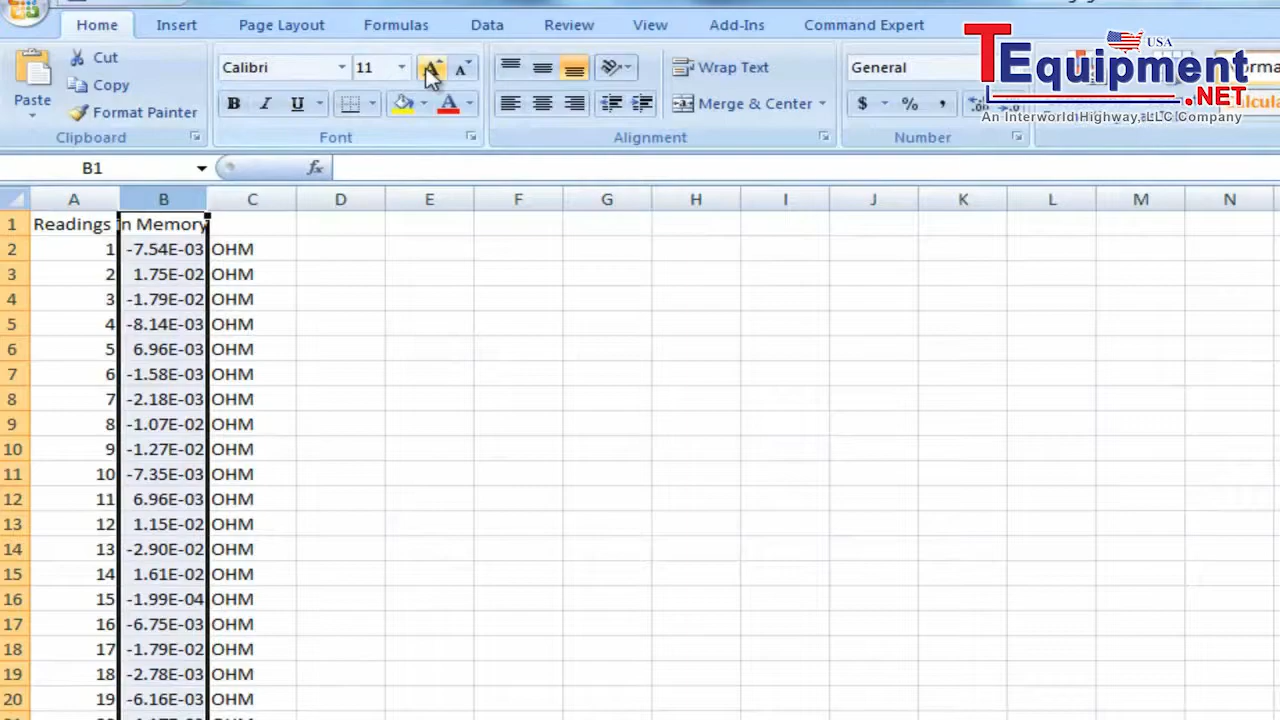 Home Insert Page Layout Formulas Data Review View Add-Ins Command Expert
TEquipment USA
.NET
An Interworld Highway, LLC Company
Cut
Copy
Format Painter
Paste
Clipboard
Calibri 11
A A
B I U A
Font
Wrap Text
Merge & Center
Alignment
General
$ % ,
Number
B1 fx
A B C D E F G H I J K L M N
1 Readings in Memory
2 1 -7.54E-03 OHM
3 2 1.75E-02 OHM
4 3 -1.79E-02 OHM
5 4 -8.14E-03 OHM
6 5 6.96E-03 OHM
7 6 -1.58E-03 OHM
8 7 -2.18E-03 OHM
9 8 -1.07E-02 OHM
10 9 -1.27E-02 OHM
11 10 -7.35E-03 OHM
12 11 6.96E-03 OHM
13 12 1.15E-02 OHM
14 13 -2.90E-02 OHM
15 14 1.61E-02 OHM
16 15 -1.99E-04 OHM
17 16 -6.75E-03 OHM
18 17 -1.79E-02 OHM
19 18 -2.78E-03 OHM
20 19 -6.16E-03 OHM